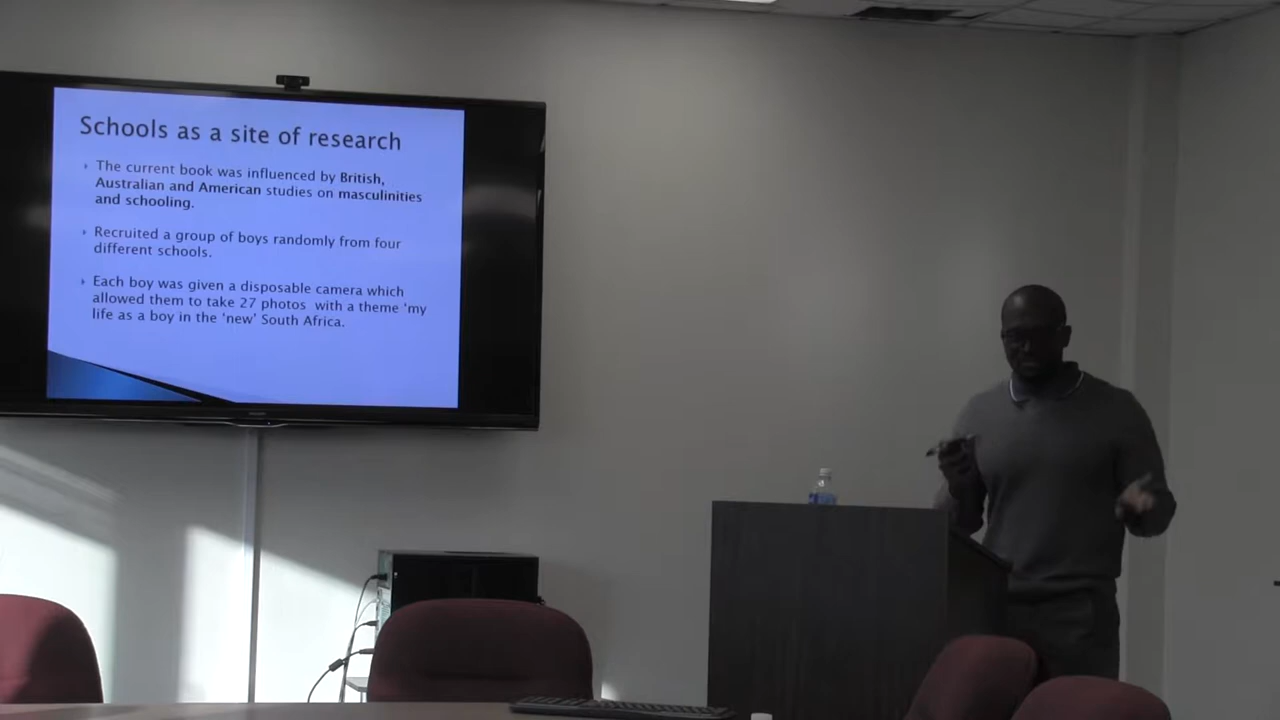 Schools as a site of research
The current book was influenced by British,
Australian and American studies on masculinities
and schooling.
Recruited a group of boys randomly from four
different schools.
Each boy was given a disposable camera which
allowed them to take 27 photos with a theme ‘my
life as a boy in the ‘new’ South Africa.